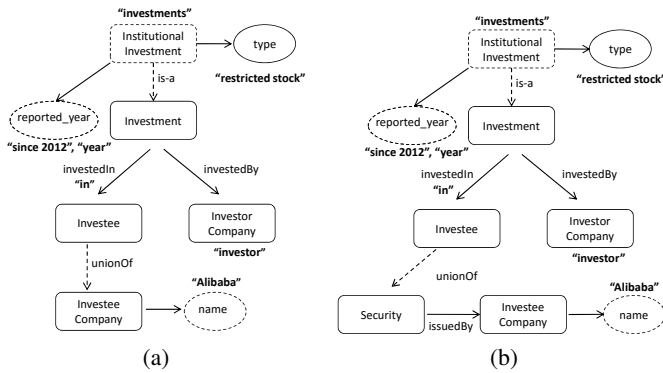 “investments”
Institutional
Investment
type
“restricted stock”
is-a
reported_year
“since 2012”, “year”
Investment
investedIn
“in”
investedBy
Investee
Investor
Company
“investor”
unionOf
“Alibaba”
Investee
Company
name
(a)
“investments”
Institutional
Investment
type
“restricted stock”
is-a
reported_year
“since 2012”, “year”
Investment
investedIn
“in”
investedBy
Investee
Investor
Company
“investor”
unionOf
“Alibaba”
Security
issuedBy
Investee
Company
name
(b)